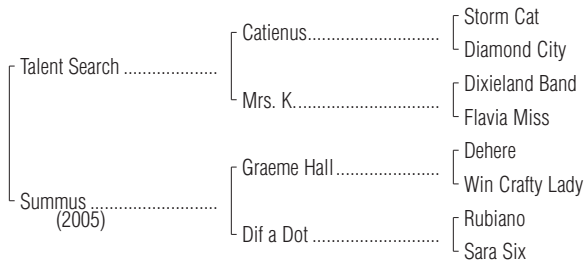 Storm Cat
Catienus
Diamond City
Talent Search
Dixieland Band
Mrs. K.
Flavia Miss
Dehere
Graeme Hall
Win Crafty Lady
Summus
(2005)
Rubiano
Dif a Dot
Sara Six